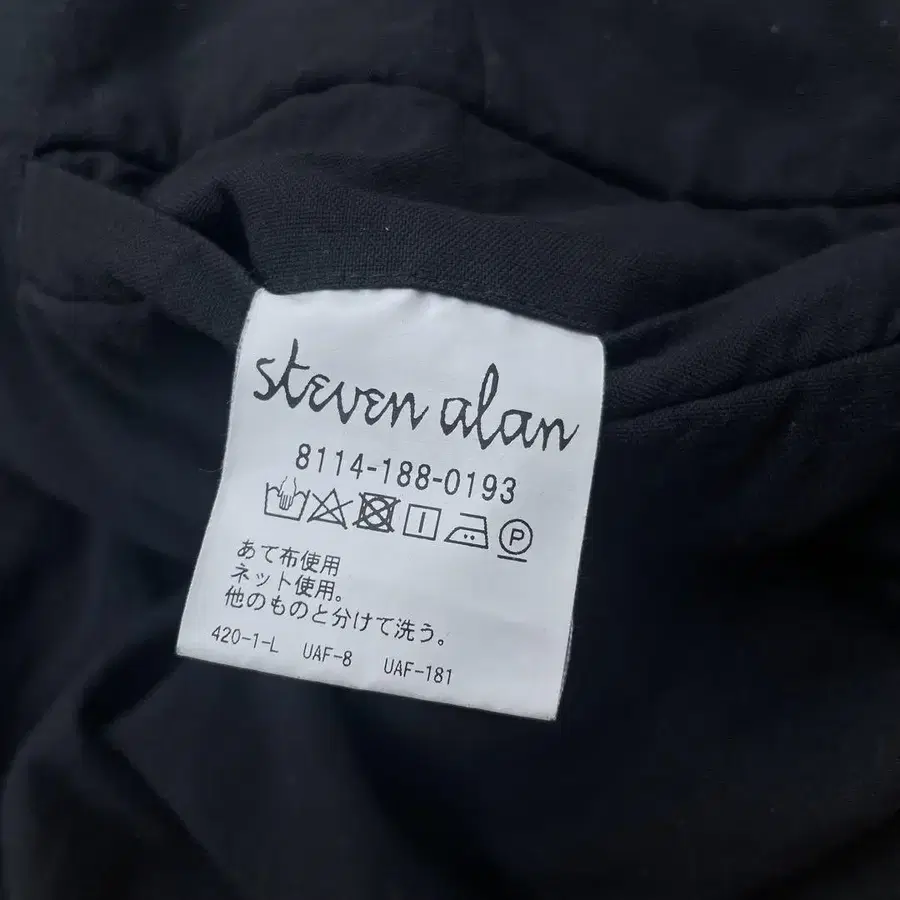 steven alan
8114-188-0193
P
あて布使用
ネット使用。
他のものと分けて洗う。
420-1-L UAF-8 UAF-181